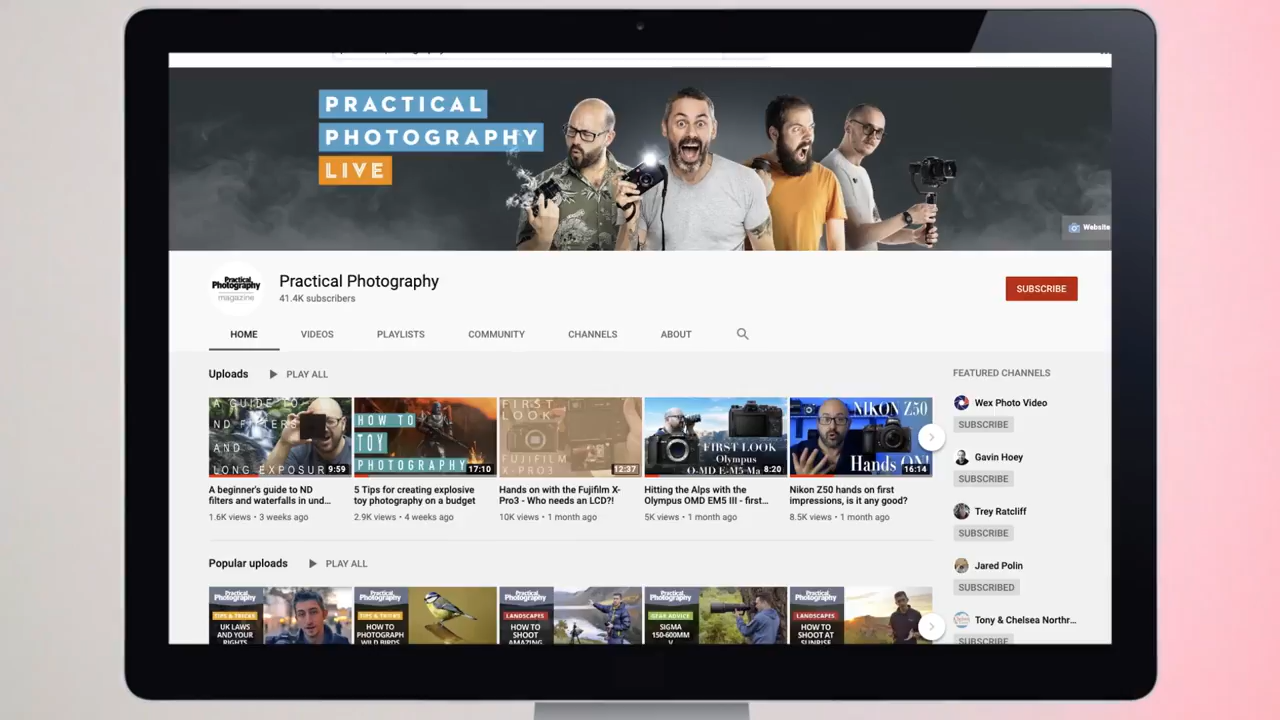 PRACTICAL
PHOTOGRAPHY
LIVE
Website
Practical
Photography
magazine
Practical Photography
41.4K subscribers
SUBSCRIBE
HOME VIDEOS PLAYLISTS COMMUNITY CHANNELS ABOUT
Uploads PLAY ALL
A GUIDE TO
ND FILTERS
AND
LONG EXPOSUR
9:59
A beginner's guide to ND
filters and waterfalls in und...
1.6K views • 3 weeks ago
HOW TO
TOY
PHOTOGRAPHY
17:10
5 Tips for creating explosive
toy photography on a budget
2.9K views • 4 weeks ago
FIRST
LOOK
FUJIFILM
X-PRO3
12:37
Hands on with the Fujifilm X-
Pro3 - Who needs an LCD?!
10K views • 1 month ago
FIRST LOOK
Olympus
O-MD E-M5 Ma
8:20
Hitting the Alps with the
Olympus OMD EM5 III - first...
5K views • 1 month ago
NIKON Z50
Hands ON!
16:14
Nikon Z50 hands on first
impressions, is it any good?
8.5K views • 1 month ago
FEATURED CHANNELS
Wex Photo Video
SUBSCRIBE
Gavin Hoey
SUBSCRIBE
Trey Ratcliff
SUBSCRIBE
Jared Polin
SUBSCRIBED
Tony & Chelsea Northr...
SUBSCRIBE
Popular uploads PLAY ALL
Practical
Photography
TIPS & TRICKS
UK LAWS
AND YOUR
RIGHTS
Practical
Photography
TIPS & TRICKS
HOW TO
PHOTOGRAPH
WILD BIRDS
Practical
Photography
LANDSCAPES
HOW TO
SHOOT
AMAZING
Practical
Photography
GEAR ADVICE
SIGMA
150-600MM
Practical
Photography
LANDSCAPES
HOW TO
SHOOT AT
SUNRISE